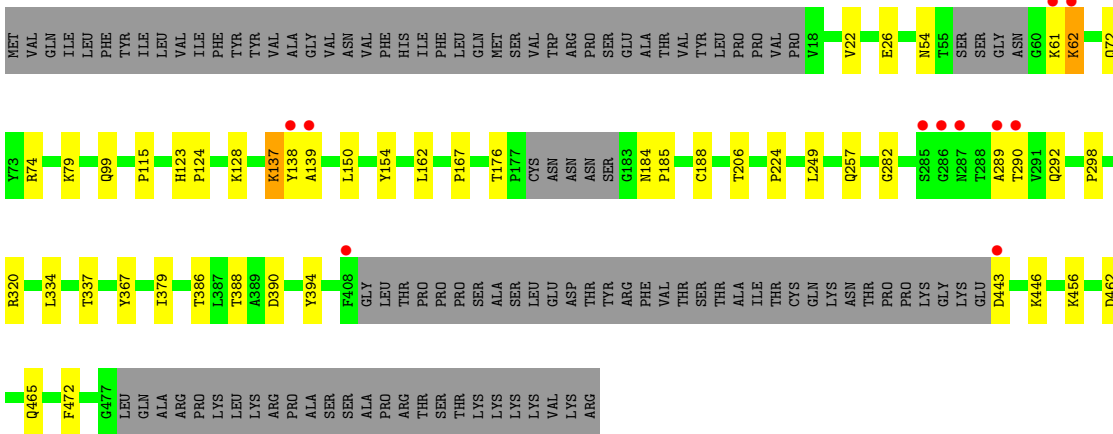 MET VAL GLN ILE LEU PHE TYR ILE LEU VAL ILE PHE TYR TYR VAL ALA GLY VAL ASN VAL PHE HIS ILE PHE LEU GLN MET SER VAL TRP ARG PRO SER GLU ALA THR VAL TYR LEU PRO PRO VAL PRO V18 V22 E26 N54 T55 SER SER GLY ASN G60 K61 K62 Q72
Y73 R74 K79 Q99 P115 H123 P124 K128 K137 Y138 A139 L150 Y154 L162 P167 T176 P177 CYS ASN ASN ASN SER G183 N184 P185 C188 T206 P224 L249 Q257 G282 S285 G286 N287 T288 A289 T290 V291 Q292 P298
R320 L334 T337 Y367 I379 T386 L387 T388 A389 D390 Y394 F408 GLY LEU THR PRO PRO PRO SER ALA SER LEU GLU ASP THR TYR ARG PHE VAL THR SER THR ALA ILE THR CYS GLN LYS ASN THR PRO PRO LYS GLY LYS GLU D443 K446 K456 D462
Q465 F472 G477 LEU GLN ALA ARG PRO LYS LEU LYS ARG PRO ALA SER SER ALA PRO ARG THR SER THR LYS LYS LYS LYS VAL LYS ARG